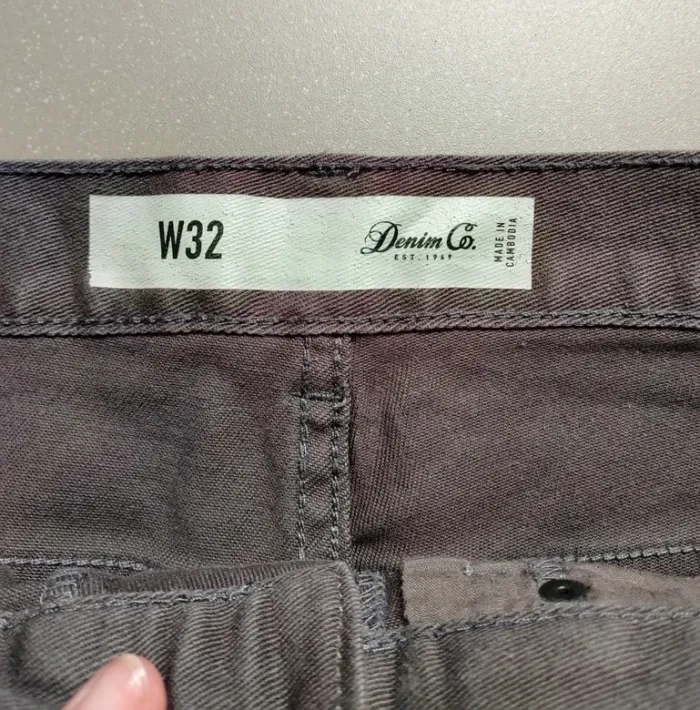 W32
Denim Co.
EST. 1969
MADE IN
CAMBODIA